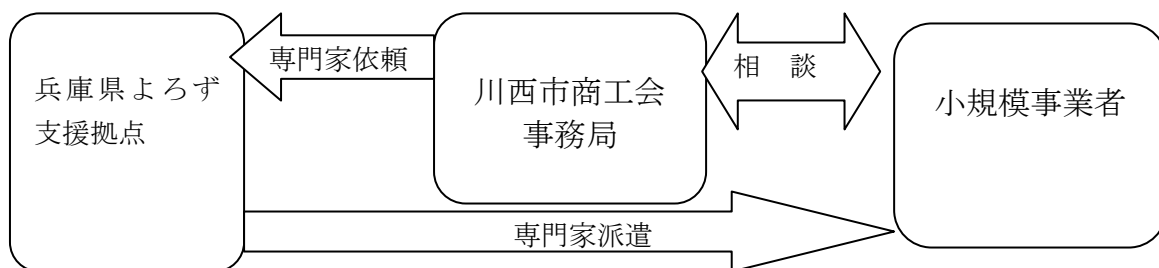 兵庫県よろず
支援拠点
専門家依頼
川西市商工会
事務局
相　談
小規模事業者
専門家派遣